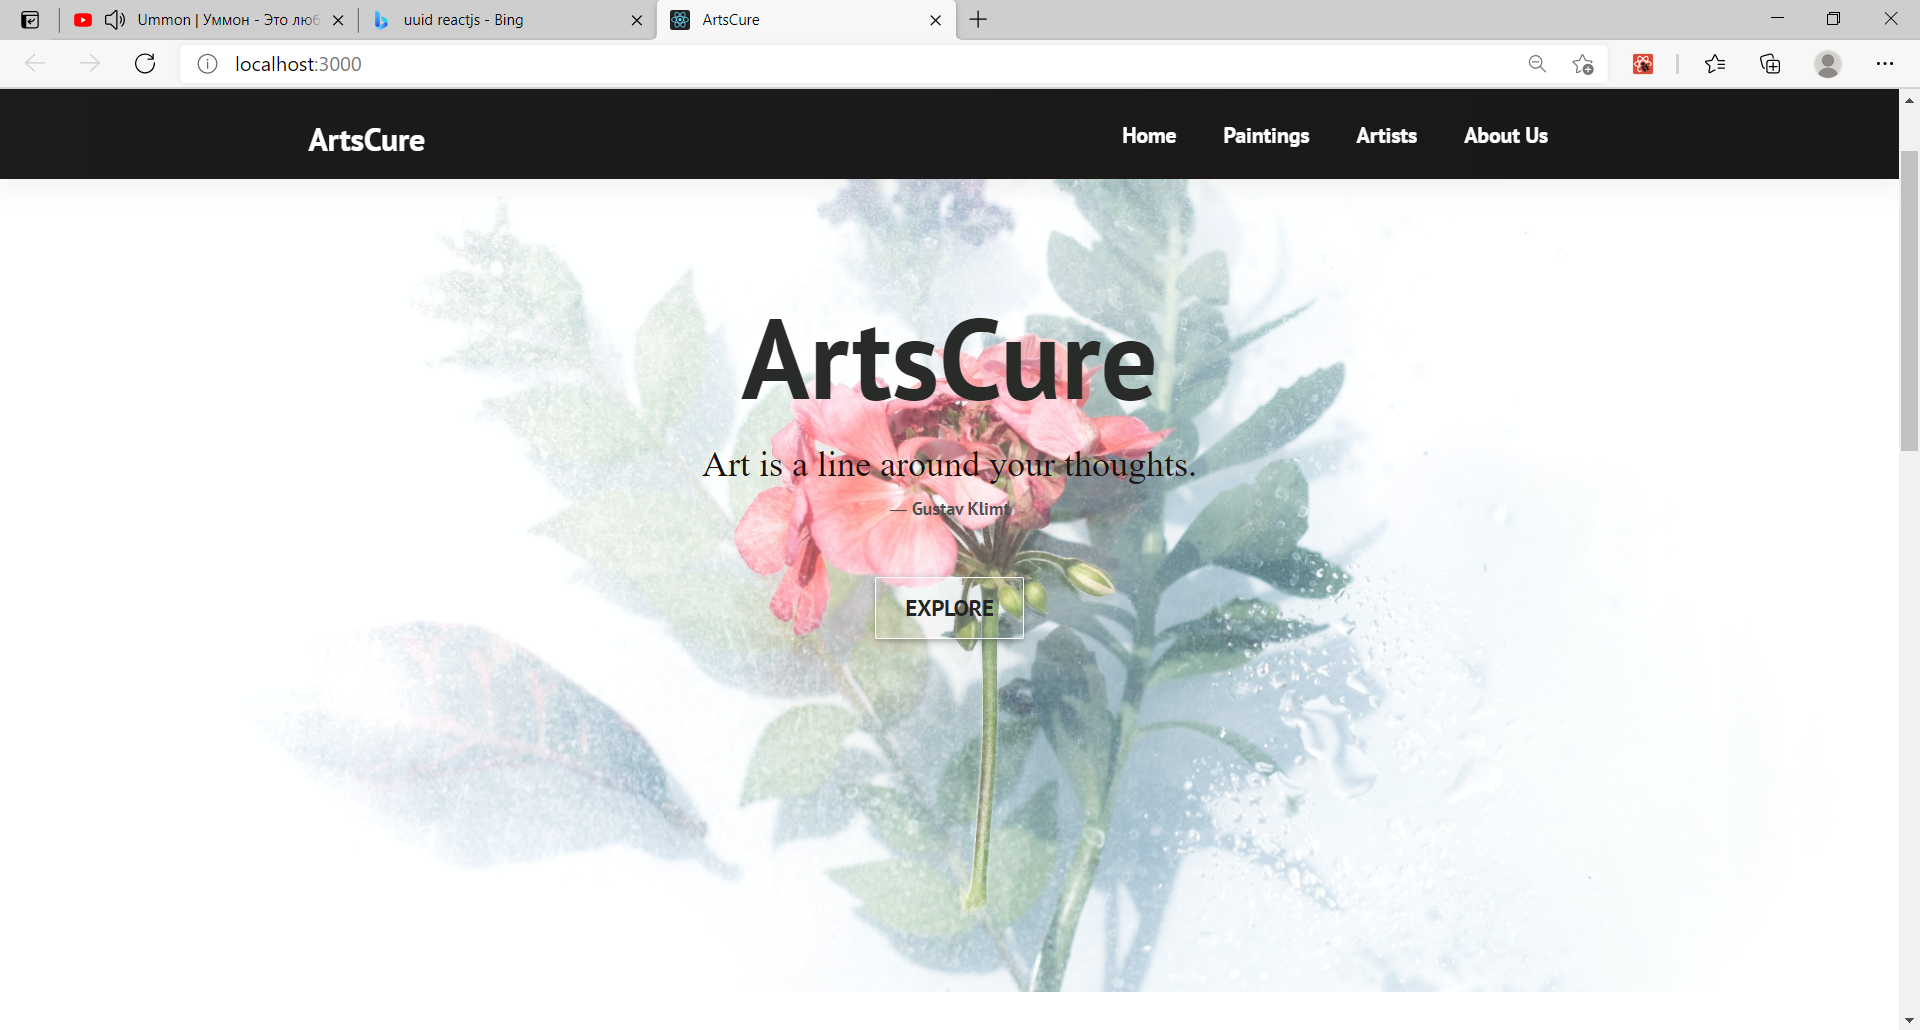 Ummon | Уммон - Это люб
uuid reactjs - Bing
ArtsCure
localhost:3000
ArtsCure
Home Paintings Artists About Us
ArtsCure
Art is a line around your thoughts.
— Gustav Klimt
EXPLORE